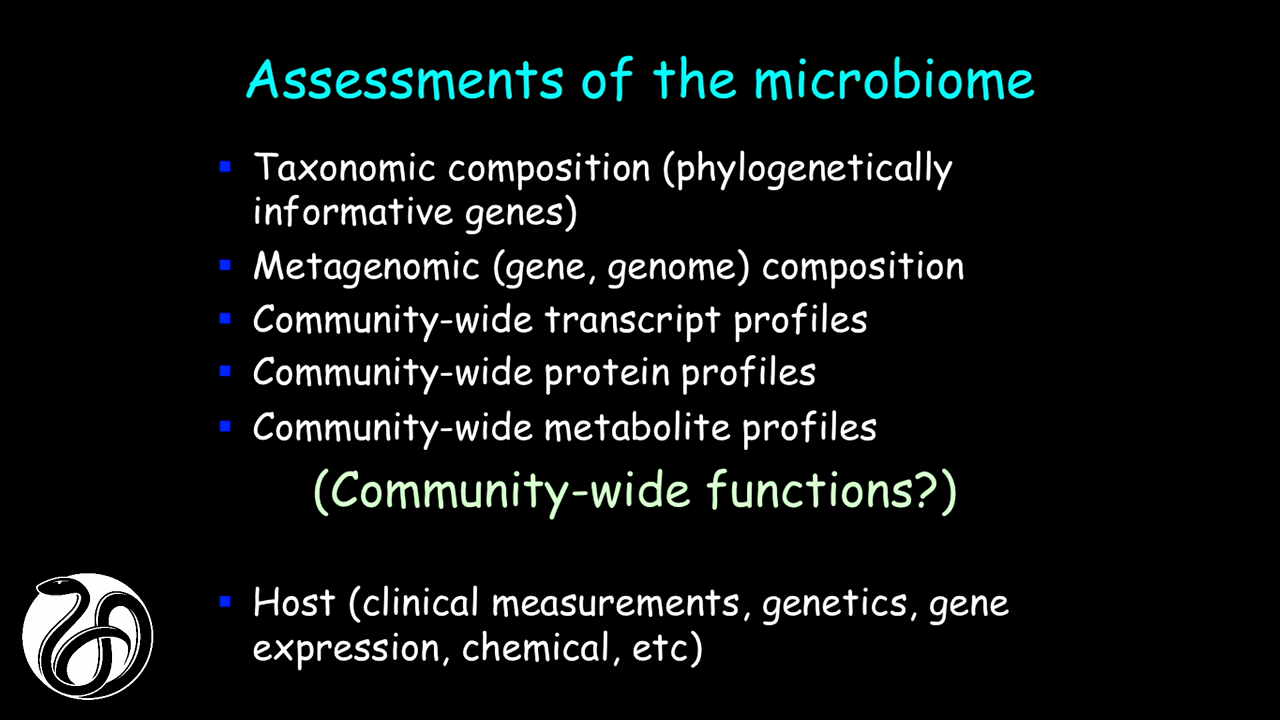 Assessments of the microbiome
Taxonomic composition (phylogenetically
informative genes)
Metagenomic (gene, genome) composition
Community-wide transcript profiles
Community-wide protein profiles
Community-wide metabolite profiles
(Community-wide functions?)
Host (clinical measurements, genetics, gene
expression, chemical, etc)